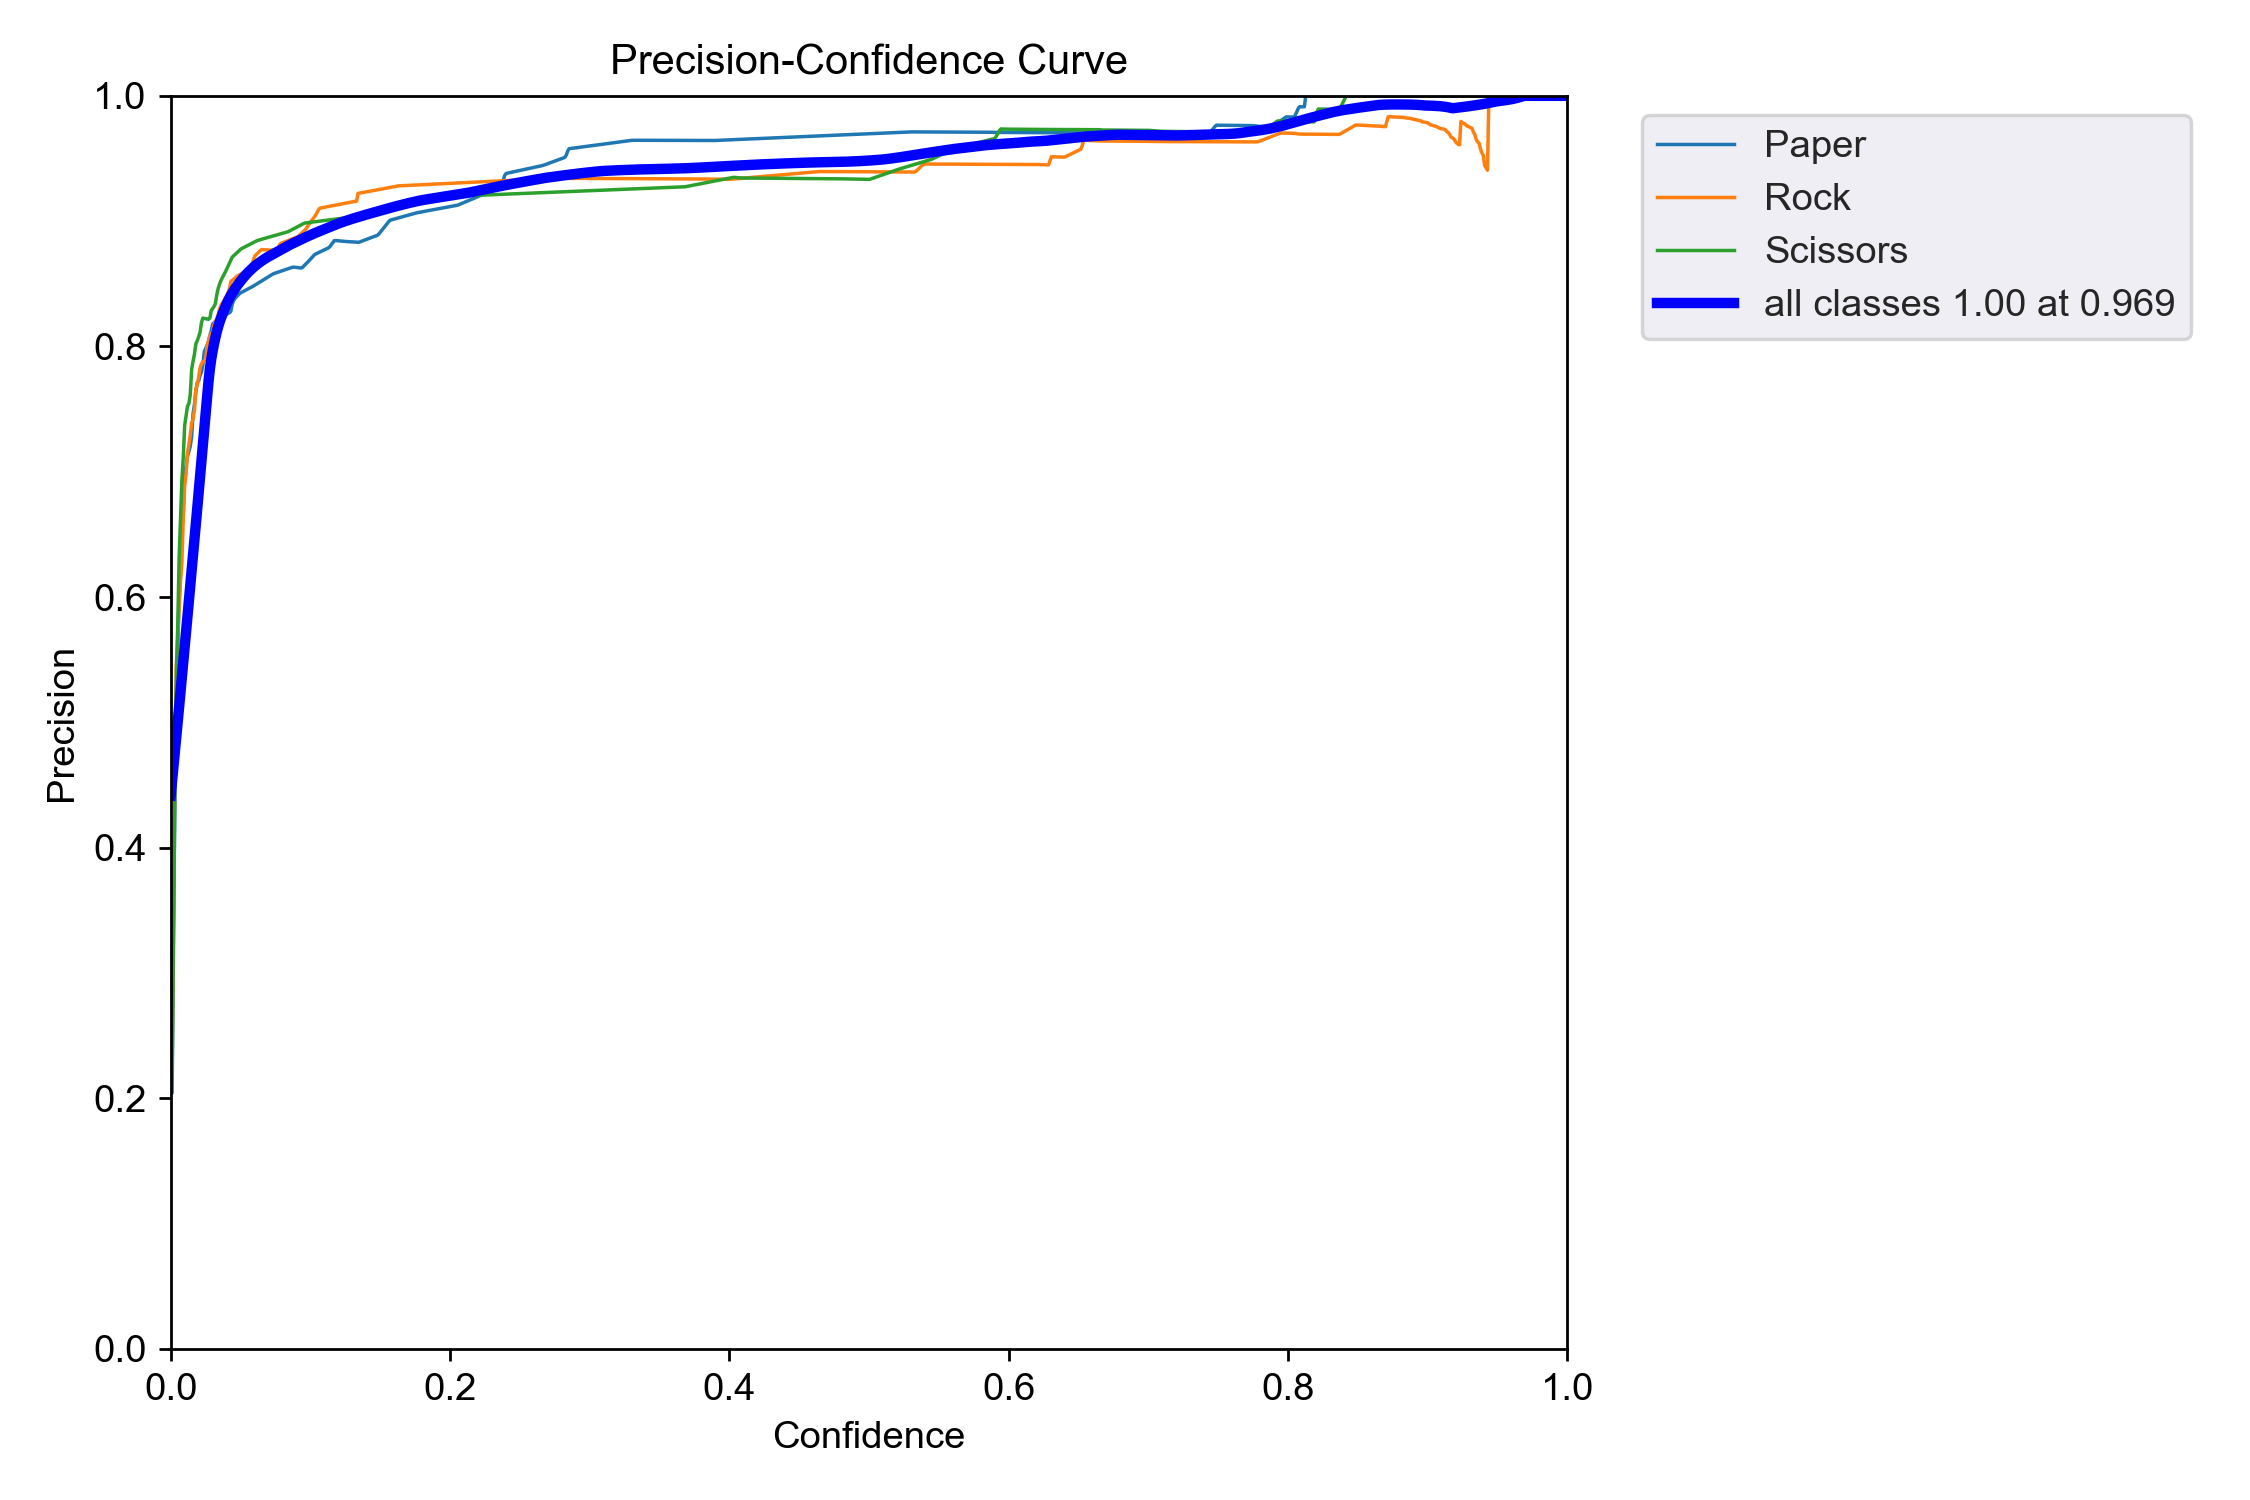 Precision-Confidence Curve
1.0
0.8
0.6
0.4
0.2
0.0
Precision
0.0 0.2 0.4 0.6 0.8 1.0
Confidence
Paper
Rock
Scissors
all classes 1.00 at 0.969